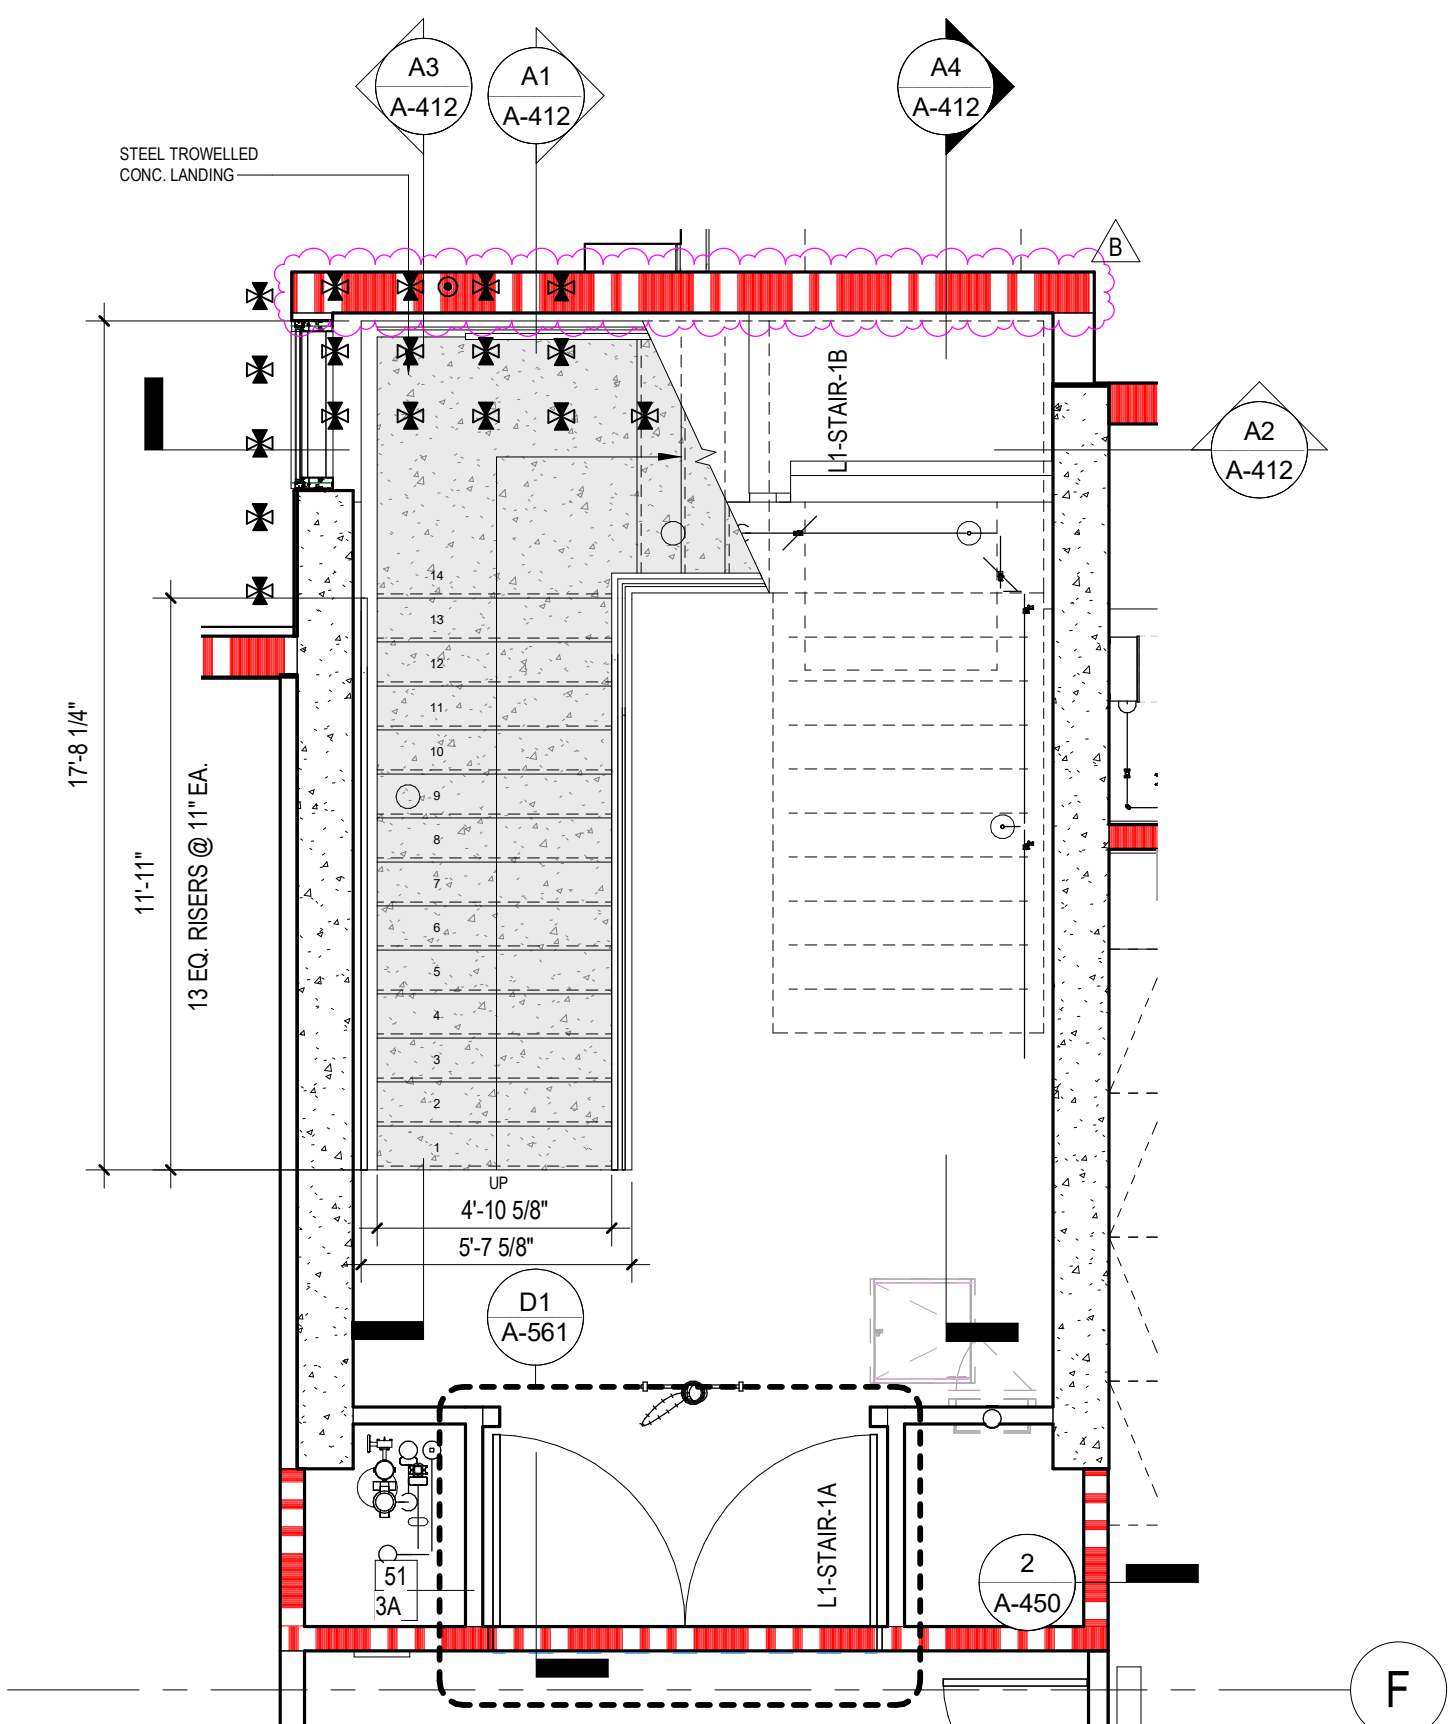 A3
A-412
A1
A-412
A4
A-412
STEEL TROWELLED
CONC. LANDING
B
L1-STAIR-1B
A2
A-412
17'-8 1/4"
11'-11"
13 EQ. RISERS @ 11" EA.
14
13
12
11
10
9
8
7
6
5
4
3
2
1
UP
4'-10 5/8"
5'-7 5/8"
D1
A-561
L1-STAIR-1A
51
3A
2
A-450
F